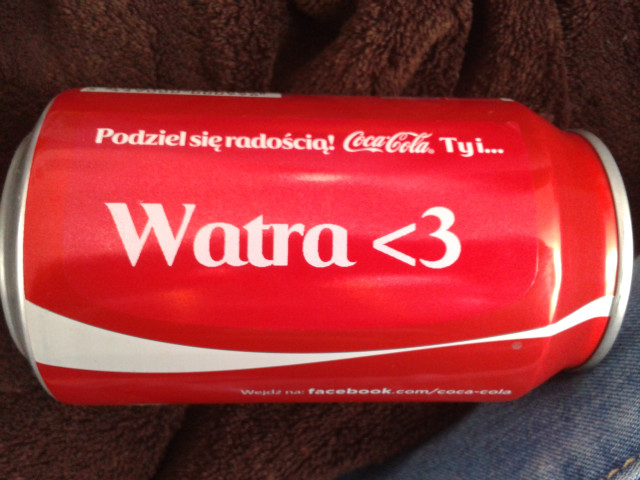 Podziel się radością! Coca-Cola. Ty i...
Watra <3
Wejdź na: facebook.com/coca-cola